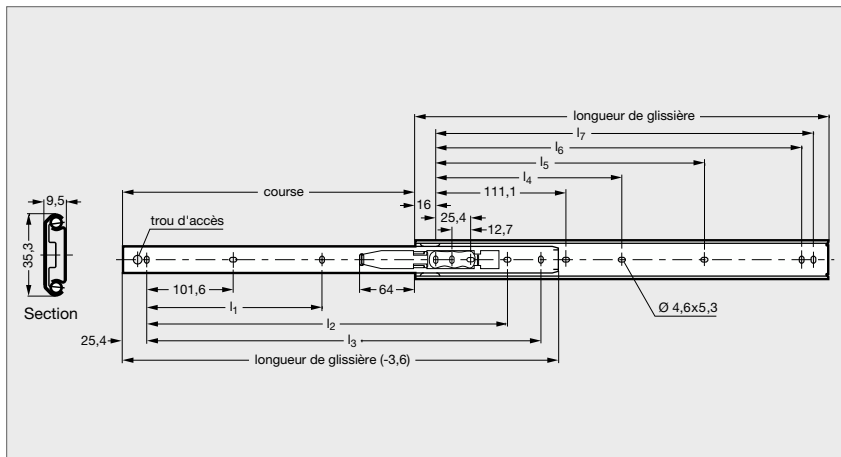 longueur de glissière
l7
l6
l5
l4
course
111,1
16
9,5
25,4
trou d'accès
12,7
35,3
101,6
64
Ø 4,6x5,3
Section
l1
l2
25,4
l3
longueur de glissière (-3,6)